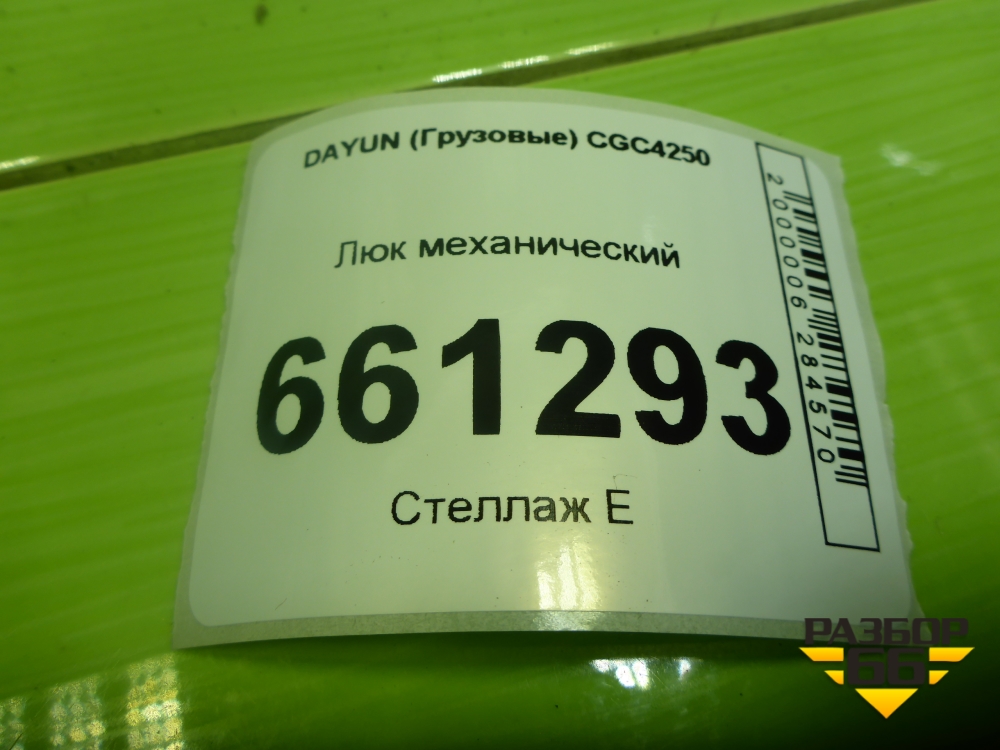 DAYUN (Грузовые) CGC4250
Люк механический
661293
Стеллаж Е
2000006284570
РАЗБОР
66